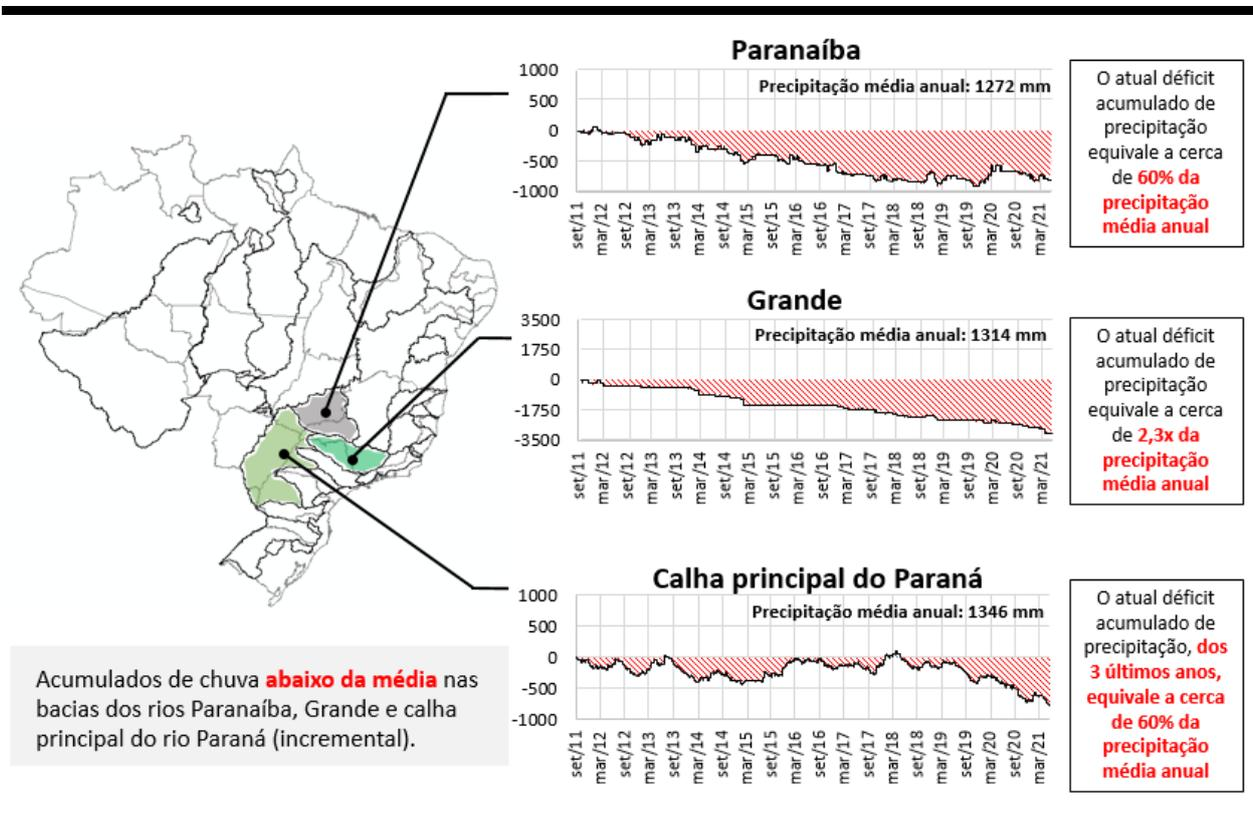 Paranaíba
Precipitação média anual: 1272 mm
1000
500
0
-500
-1000
set/11
mar/12
set/12
mar/13
set/13
mar/14
set/14
mar/15
set/15
mar/16
set/16
mar/17
set/17
mar/18
set/18
mar/19
set/19
mar/20
set/20
mar/21
O atual déficit
acumulado de
precipitação
equivale a cerca
de 60% da
precipitação
média anual
Grande
Precipitação média anual: 1314 mm
3500
1750
0
-1750
-3500
set/11
mar/12
set/12
mar/13
set/13
mar/14
set/14
mar/15
set/15
mar/16
set/16
mar/17
set/17
mar/18
set/18
mar/19
set/19
mar/20
set/20
mar/21
O atual déficit
acumulado de
precipitação
equivale a cerca
de 2,3x da
precipitação
média anual
Calha principal do Paraná
Precipitação média anual: 1346 mm
1000
500
0
-500
-1000
set/11
mar/12
set/12
mar/13
set/13
mar/14
set/14
mar/15
set/15
mar/16
set/16
mar/17
set/17
mar/18
set/18
mar/19
set/19
mar/20
set/20
mar/21
O atual déficit
acumulado de
precipitação, dos
3 últimos anos,
equivale a cerca
de 60% da
precipitação
média anual
Acumulados de chuva abaixo da média nas
bacias dos rios Paranaíba, Grande e calha
principal do rio Paraná (incremental).